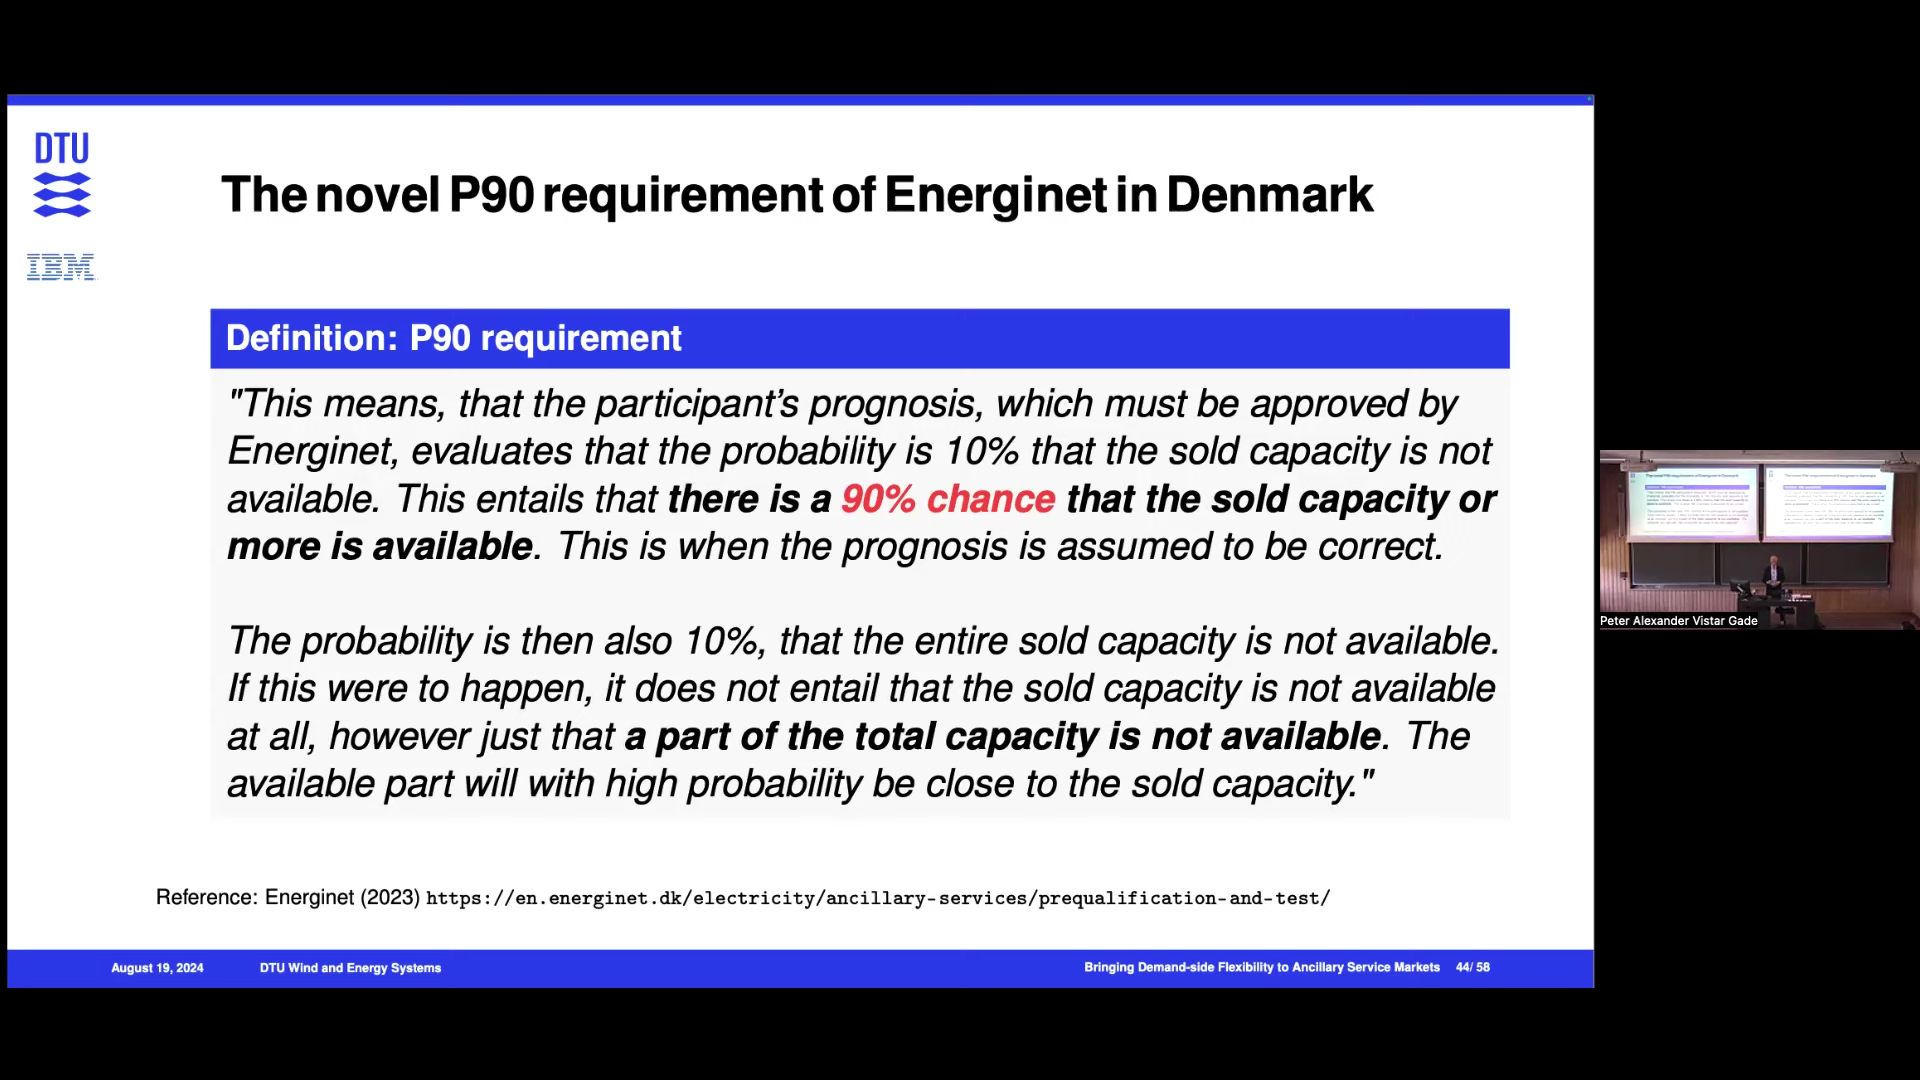 DTU
IBM
The novel P90 requirement of Energinet in Denmark
Definition: P90 requirement
"This means, that the participant's prognosis, which must be approved by
Energinet, evaluates that the probability is 10% that the sold capacity is not
available. This entails that there is a 90% chance that the sold capacity or
more is available. This is when the prognosis is assumed to be correct.
The probability is then also 10%, that the entire sold capacity is not available.
If this were to happen, it does not entail that the sold capacity is not available
at all, however just that a part of the total capacity is not available. The
available part will with high probability be close to the sold capacity."
Reference: Energinet (2023) https://en.energinet.dk/electricity/ancillary-services/prequalification-and-test/
August 19, 2024 DTU Wind and Energy Systems Bringing Demand-side Flexibility to Ancillary Service Markets 44/ 58
Peter Alexander Vistar Gade